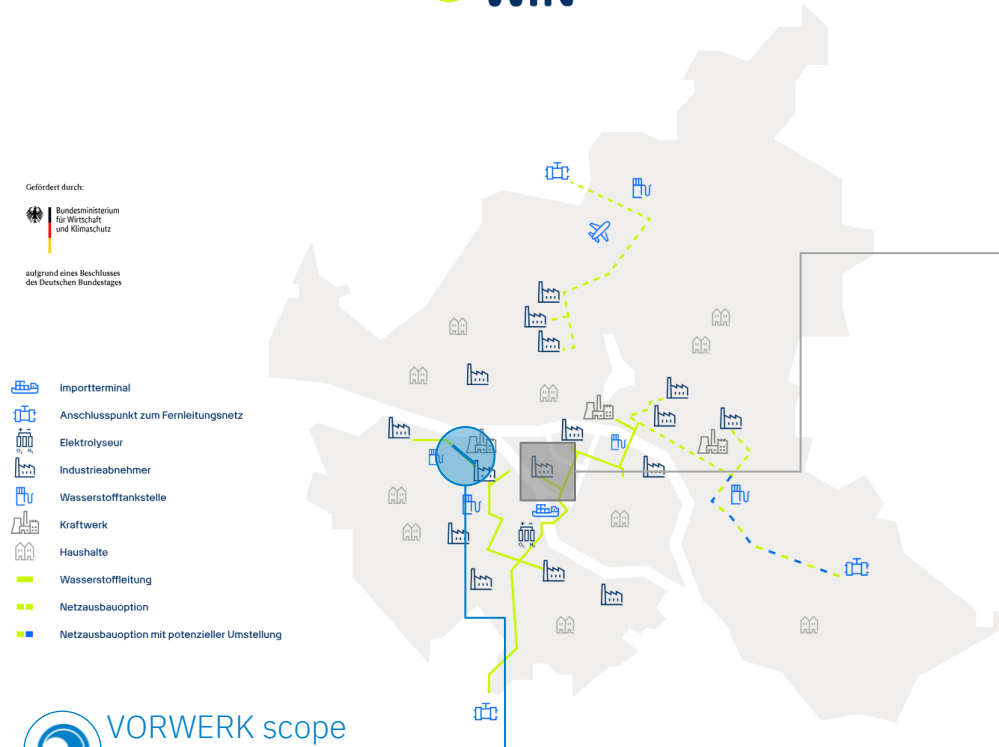 Gefördert durch:
Bundesministerium
für Wirtschaft
und Klimaschutz
aufgrund eines Beschlusses
des Deutschen Bundestages
Importterminal
Anschlusspunkt zum Fernleitungsnetz
Elektrolyseur
Industrieabnehmer
Wasserstofftankstelle
Kraftwerk
Haushalte
Wasserstoffleitung
Netzausbauoption
Netzausbauoption mit potenzieller Umstellung
VORWERK scope